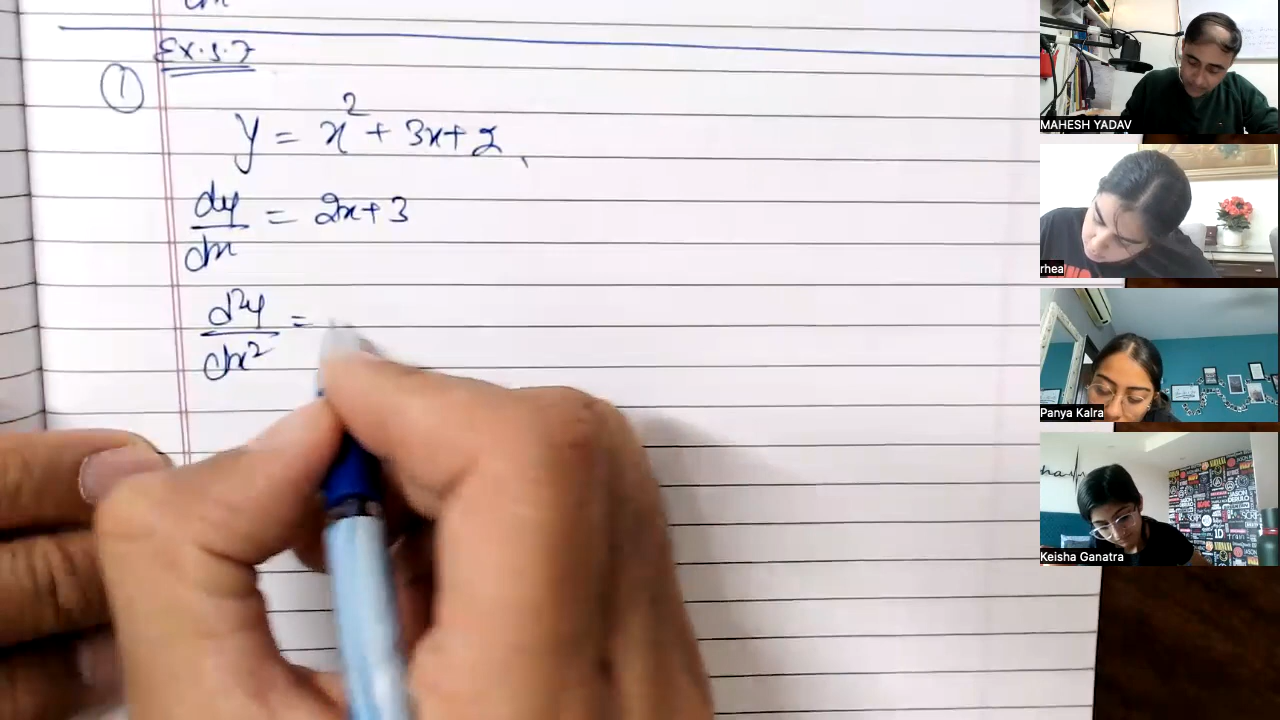 Ex. 5.7
① y = x² + 3x + 2,
dy/dx = 2x + 3
d²y/dx² =
MAHESH YADAV
rhea
Panya Kalra
Keisha Ganatra